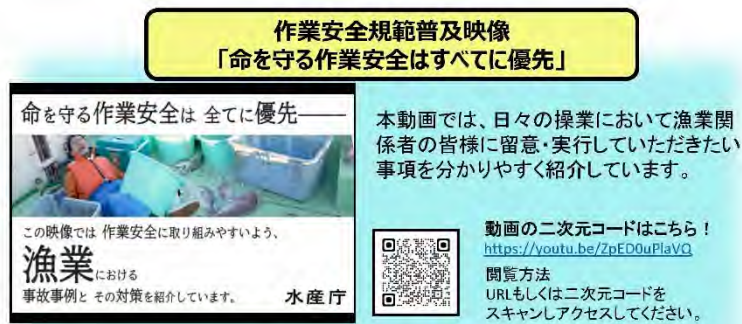 作業安全規範普及映像
「命を守る作業安全はすべてに優先」
命を守る作業安全は 全てに優先――
この映像では 作業安全に取り組みやすいよう、
漁業における
事故事例と その対策を紹介しています。
水産庁
本動画では、日々の操業において漁業関
係者の皆様に留意・実行していただきたい
事項を分かりやすく紹介しています。
動画の二次元コードはこちら！
https://youtu.be/ZpED0uPlaVQ
閲覧方法
URLもしくは二次元コードを
スキャンしアクセスしてください。